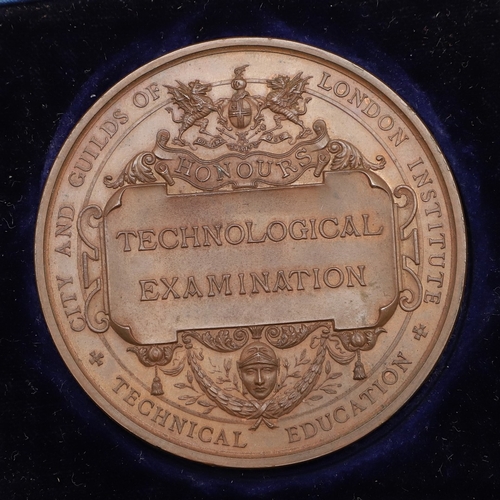 CITY AND GUILDS OF LONDON INSTITUTE
HONOURS
TECHNOLOGICAL
EXAMINATION
TECHNICAL EDUCATION